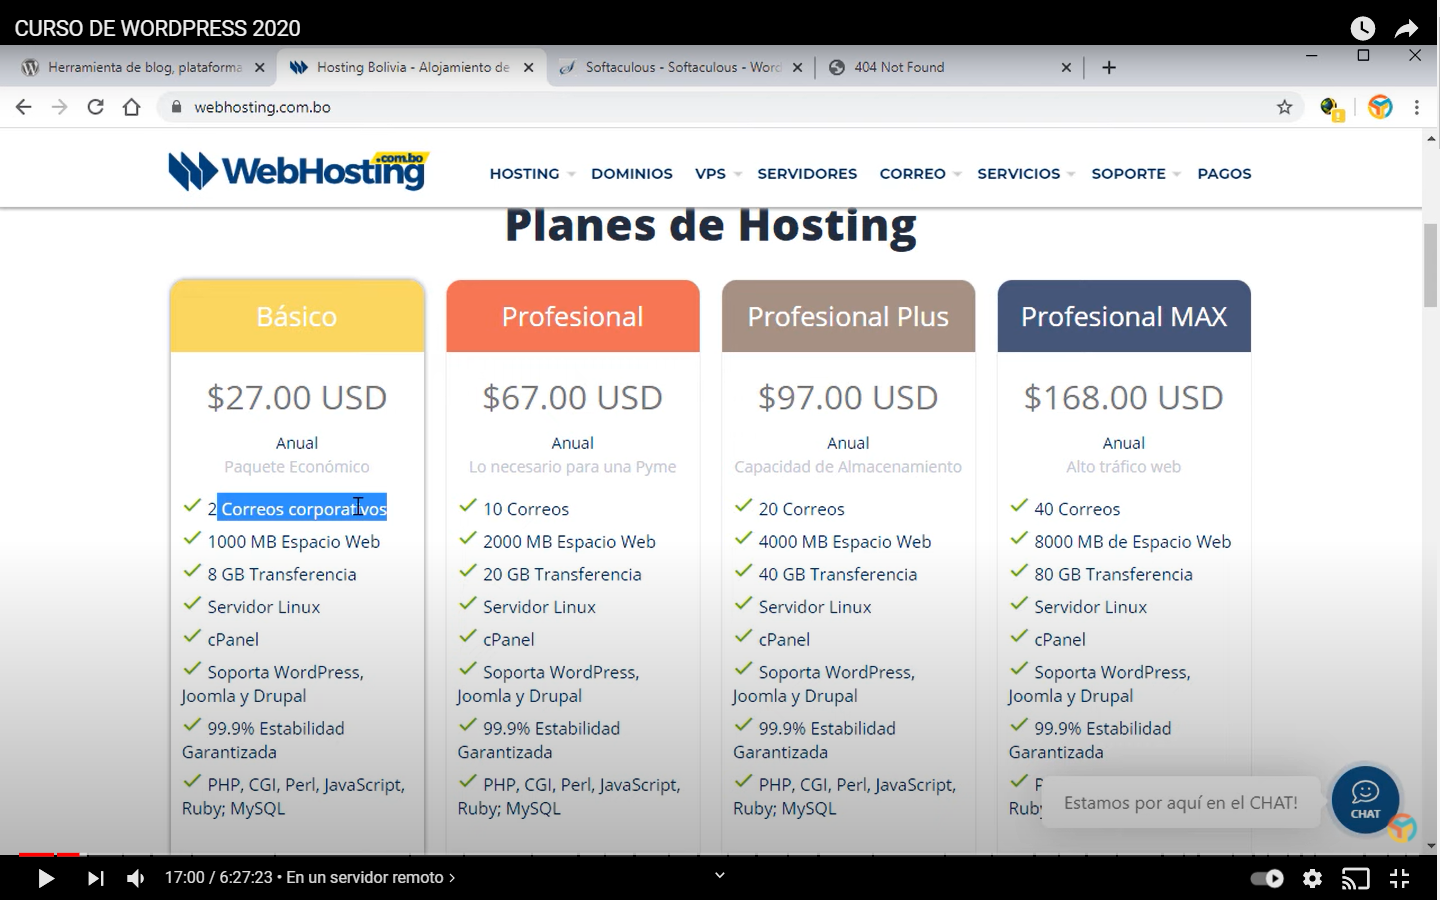 CURSO DE WORDPRESS 2020
Herramienta de blog, plataforma
Hosting Bolivia - Alojamiento de
Softaculous - Softaculous - Word
404 Not Found
webhosting.com.bo
WebHosting .com.bo
HOSTING DOMINIOS VPS SERVIDORES CORREO SERVICIOS SOPORTE PAGOS
Planes de Hosting
Básico
$27.00 USD
Anual
Paquete Económico
2 Correos corporativos
1000 MB Espacio Web
8 GB Transferencia
Servidor Linux
cPanel
Soporta WordPress,
Joomla y Drupal
99.9% Estabilidad
Garantizada
PHP, CGI, Perl, JavaScript,
Ruby; MySQL
Profesional
$67.00 USD
Anual
Lo necesario para una Pyme
10 Correos
2000 MB Espacio Web
20 GB Transferencia
Servidor Linux
cPanel
Soporta WordPress,
Joomla y Drupal
99.9% Estabilidad
Garantizada
PHP, CGI, Perl, JavaScript,
Ruby; MySQL
Profesional Plus
$97.00 USD
Anual
Capacidad de Almacenamiento
20 Correos
4000 MB Espacio Web
40 GB Transferencia
Servidor Linux
cPanel
Soporta WordPress,
Joomla y Drupal
99.9% Estabilidad
Garantizada
PHP, CGI, Perl, JavaScript,
Ruby; MySQL
Profesional MAX
$168.00 USD
Anual
Alto tráfico web
40 Correos
8000 MB de Espacio Web
80 GB Transferencia
Servidor Linux
cPanel
Soporta WordPress,
Joomla y Drupal
99.9% Estabilidad
Garantizada
P
Ruby
Estamos por aquí en el CHAT!
CHAT
17:00 / 6:27:23 • En un servidor remoto